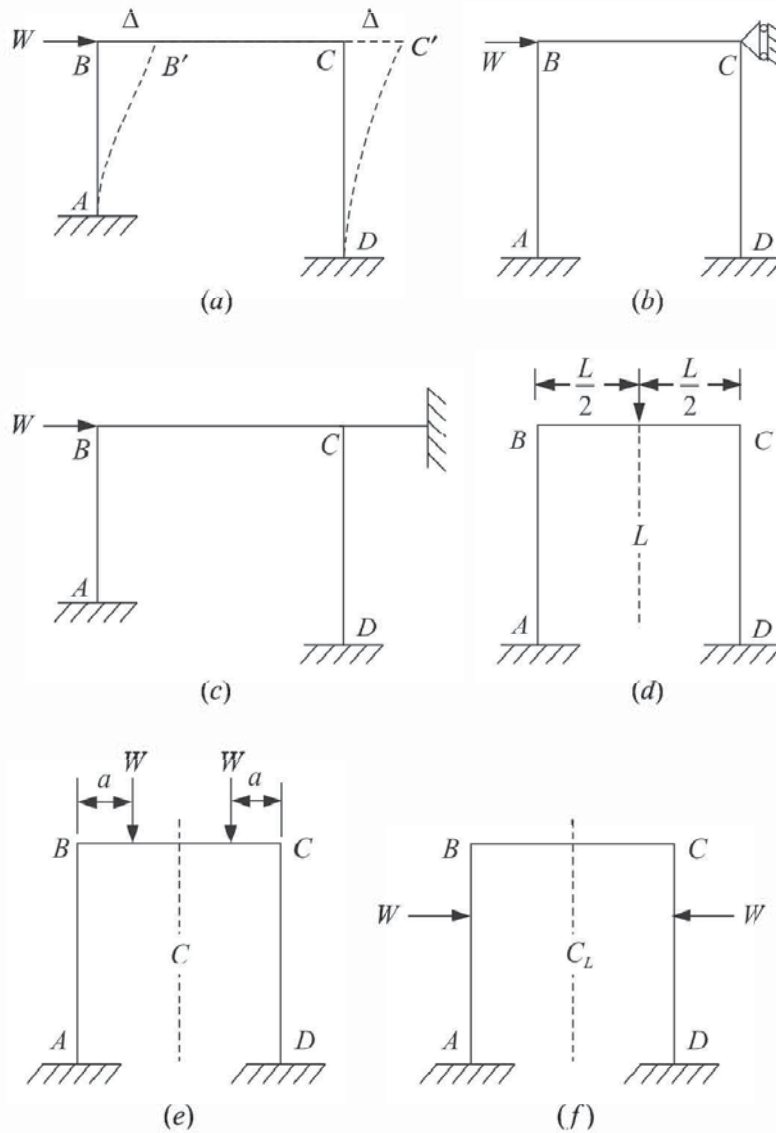 Δ Δ
W B B′ C C′
A
D
(a)
W B C
A D
(b)
W B C
A
D
(c)
L/2 L/2
B C
L
A D
(d)
W W
a a
B C
C
A D
(e)
B C
W W
C_L
A D
(f)